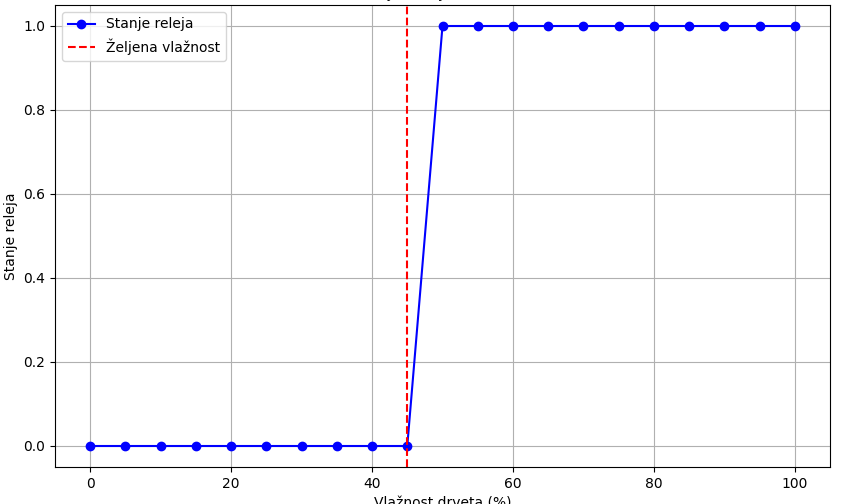 Stanje releja
Željena vlažnost
1.0
0.8
0.6
0.4
0.2
0.0
Stanje releja
0 20 40 60 80 100
Vlažnost drveta (%)